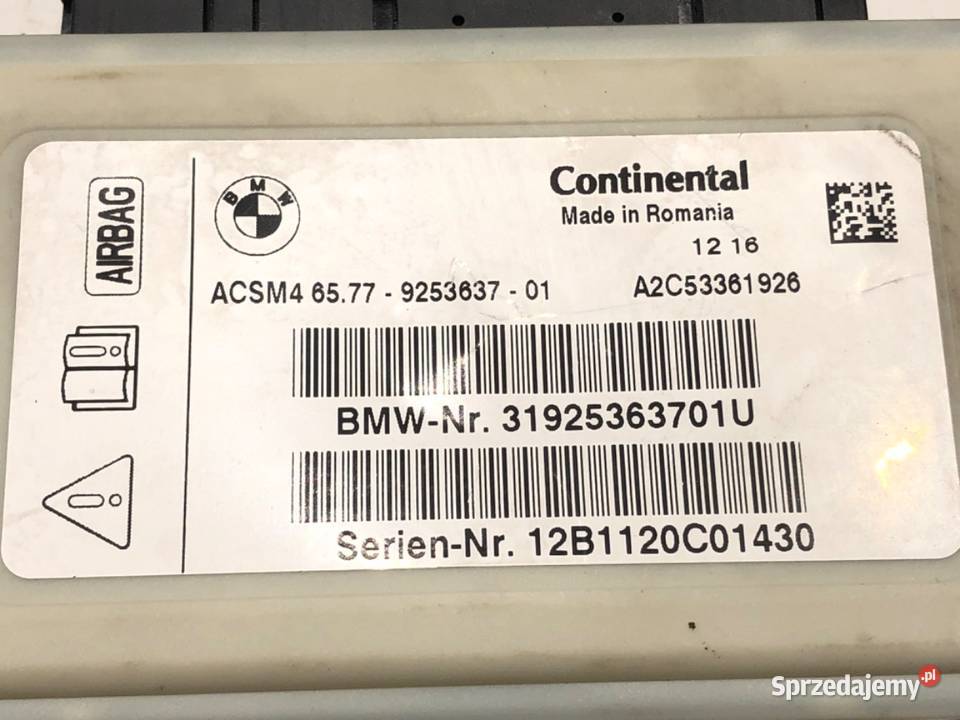 AIRBAG
BMW
Continental
Made in Romania
12 16
ACSM4 65.77 - 9253637 - 01
A2C53361926
BMW-Nr. 31925363701U
Serien-Nr. 12B1120C01430
Sprzedajemy.pl